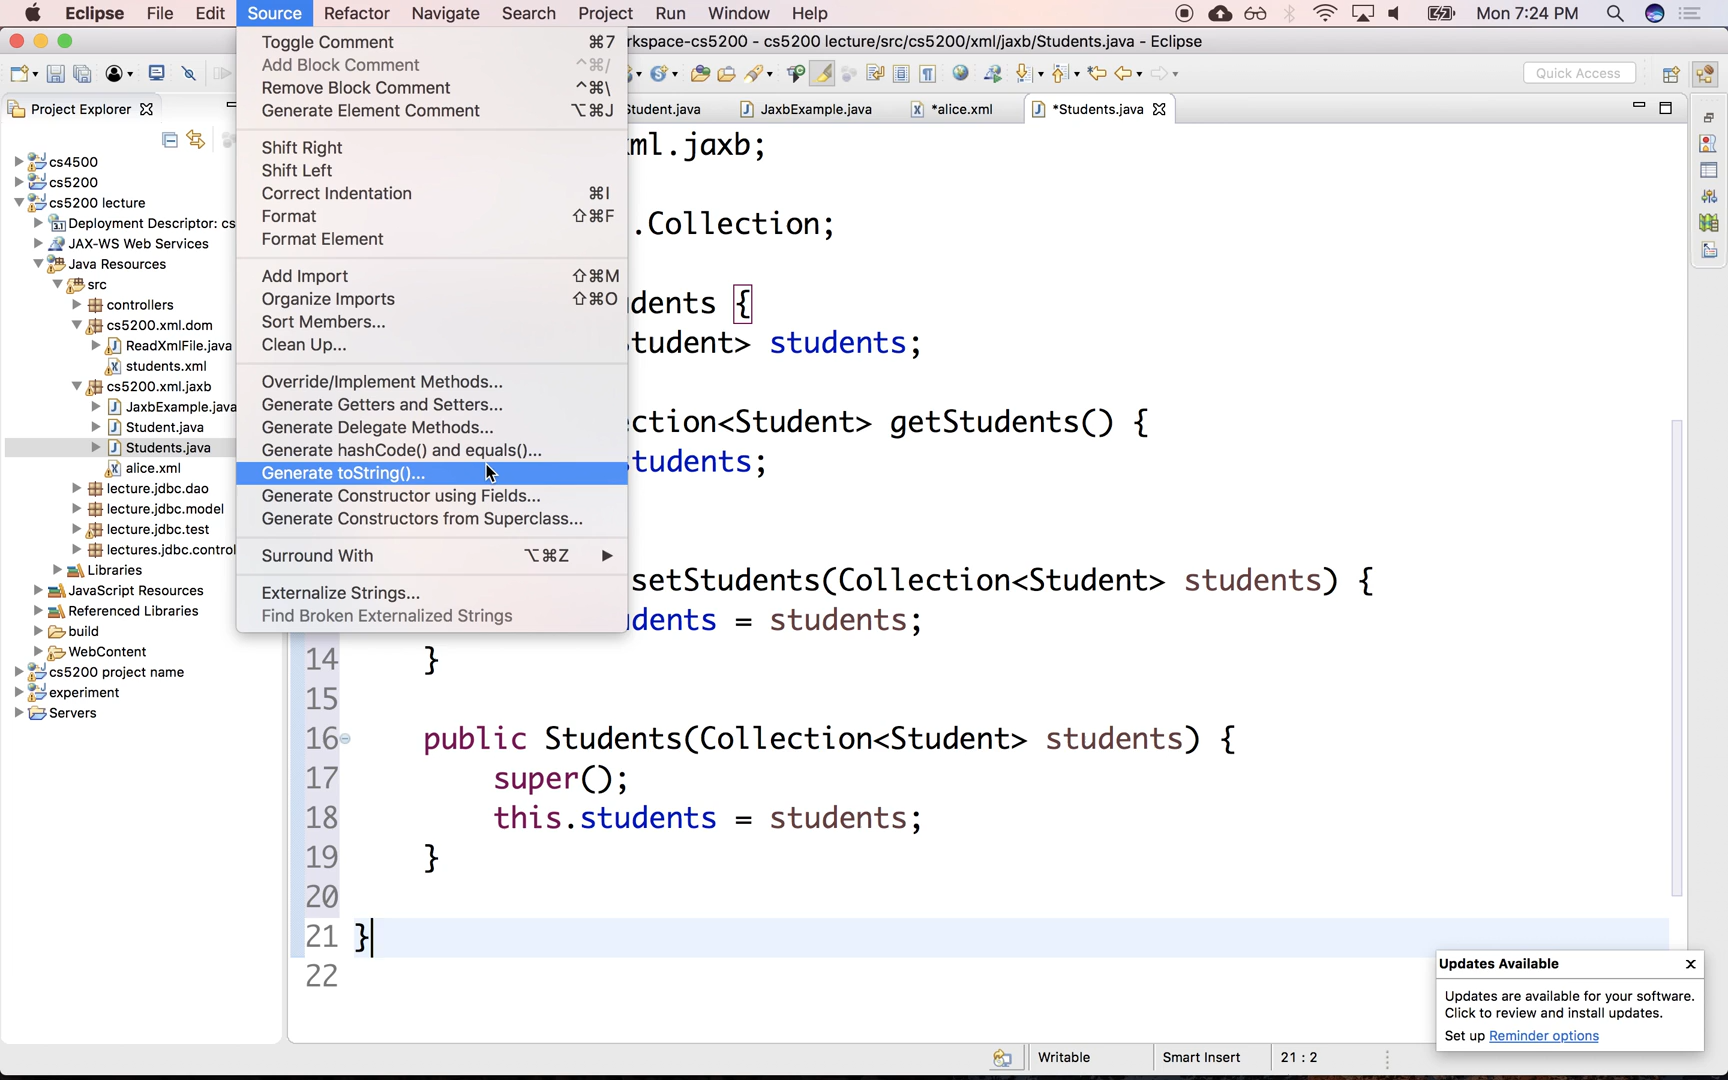 Eclipse File Edit Source Refactor Navigate Search Project Run Window Help Mon 7:24 PM
rkspace-cs5200 - cs5200 lecture/src/cs5200/xml/jaxb/Students.java - Eclipse
Quick Access
Project Explorer
Student.java JaxbExample.java *alice.xml *Students.java
Toggle Comment ⌘7
Add Block Comment ^⌘/
Remove Block Comment ^⌘\
Generate Element Comment ⌥⌘J
Shift Right
Shift Left
Correct Indentation ⌘I
Format ⇧⌘F
Format Element
Add Import ⇧⌘M
Organize Imports ⇧⌘O
Sort Members...
Clean Up...
Override/Implement Methods...
Generate Getters and Setters...
Generate Delegate Methods...
Generate hashCode() and equals()...
Generate toString()...
Generate Constructor using Fields...
Generate Constructors from Superclass...
Surround With ⌥⌘Z
Externalize Strings...
Find Broken Externalized Strings
cs4500
cs5200
cs5200 lecture
Deployment Descriptor: cs
JAX-WS Web Services
Java Resources
src
controllers
cs5200.xml.dom
ReadXmlFile.java
students.xml
cs5200.xml.jaxb
JaxbExample.java
Student.java
Students.java
alice.xml
lecture.jdbc.dao
lecture.jdbc.model
lecture.jdbc.test
lectures.jdbc.control
Libraries
JavaScript Resources
Referenced Libraries
build
WebContent
cs5200 project name
experiment
Servers
ml.jaxb;
.Collection;
dents {
tudent> students;
ction<Student> getStudents() {
tudents;
setStudents(Collection<Student> students) {
dents = students;
14 }
15
16 public Students(Collection<Student> students) {
17 super();
18 this.students = students;
19 }
20
21 }
22
Updates Available
Updates are available for your software.
Click to review and install updates.
Set up Reminder options
Writable Smart Insert 21 : 2